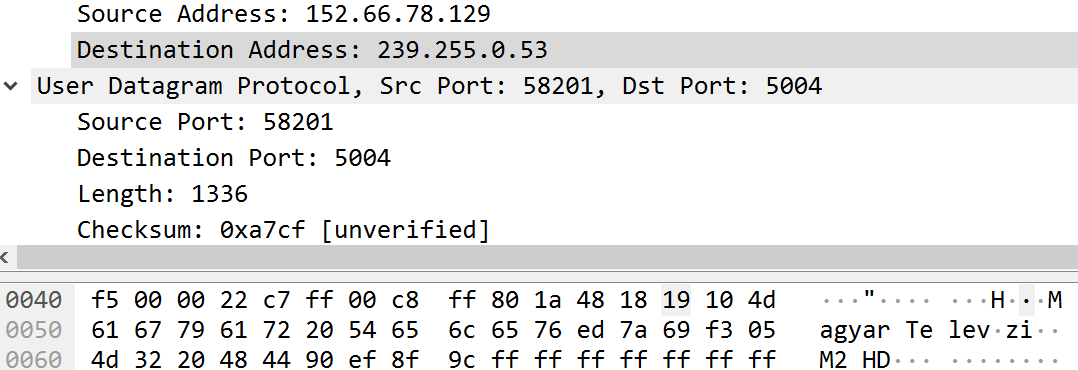 Source Address: 152.66.78.129
Destination Address: 239.255.0.53
User Datagram Protocol, Src Port: 58201, Dst Port: 5004
Source Port: 58201
Destination Port: 5004
Length: 1336
Checksum: 0xa7cf [unverified]
0040 f5 00 00 22 c7 ff 00 c8 ff 80 1a 48 18 19 10 4d ···"···· ···H···M
0050 61 67 79 61 72 20 54 65 6c 65 76 ed 7a 69 f3 05 agyar Te lev·zi··
0060 4d 32 20 48 44 90 ef 8f 9c ff ff ff ff ff ff ff M2 HD··· ········